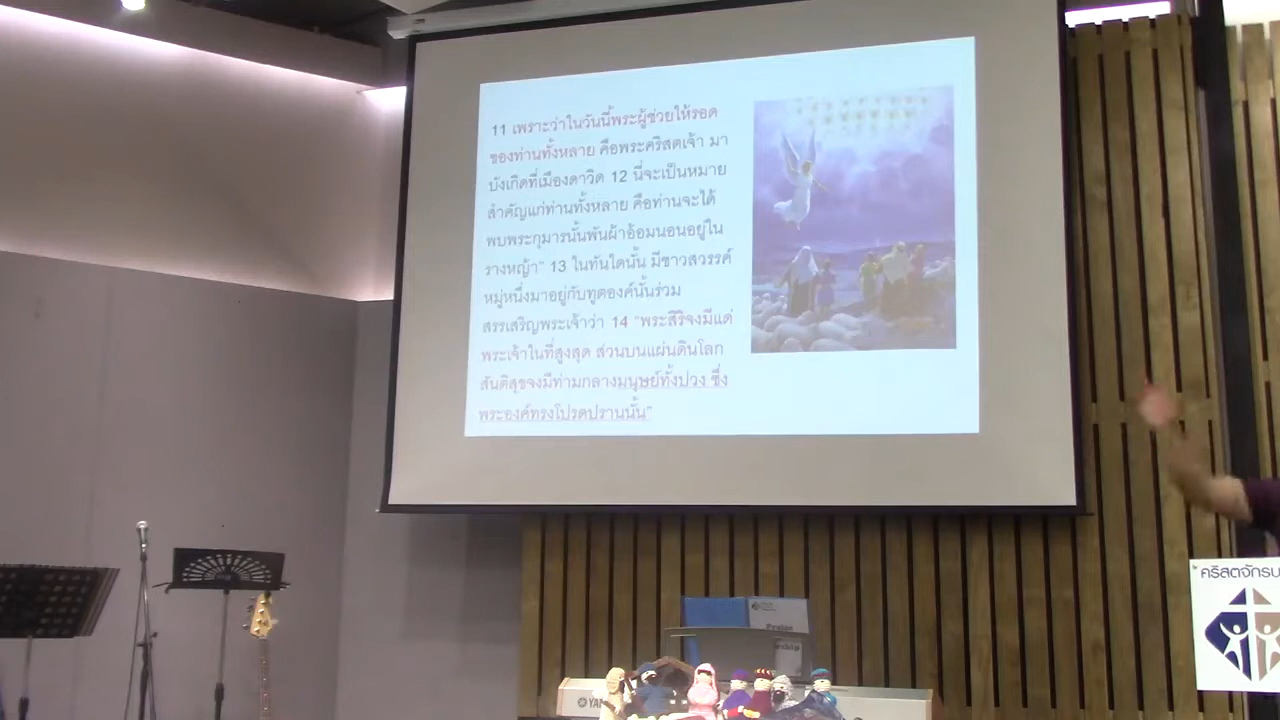 11 เพราะว่าในวันนี้พระผู้ช่วยให้รอด
ของท่านทั้งหลาย คือพระคริสตเจ้า มา
บังเกิดที่เมืองดาวิด 12 นี่จะเป็นหมาย
สำคัญแก่ท่านทั้งหลาย คือท่านจะได้
พบพระกุมารนั้นพันผ้าอ้อมนอนอยู่ใน
รางหญ้า" 13 ในทันใดนั้น มีชาวสวรรค์
หมู่หนึ่งมาอยู่กับทูตองค์นั้นร่วม
สรรเสริญพระเจ้าว่า 14 "พระสิริจงมีแด่
พระเจ้าในที่สูงสุด ส่วนบนแผ่นดินโลก
สันติสุขจงมีท่ามกลางมนุษย์ทั้งปวง ซึ่ง
พระองค์ทรงโปรดปรานนั้น"
คริสตจักรบ
YA